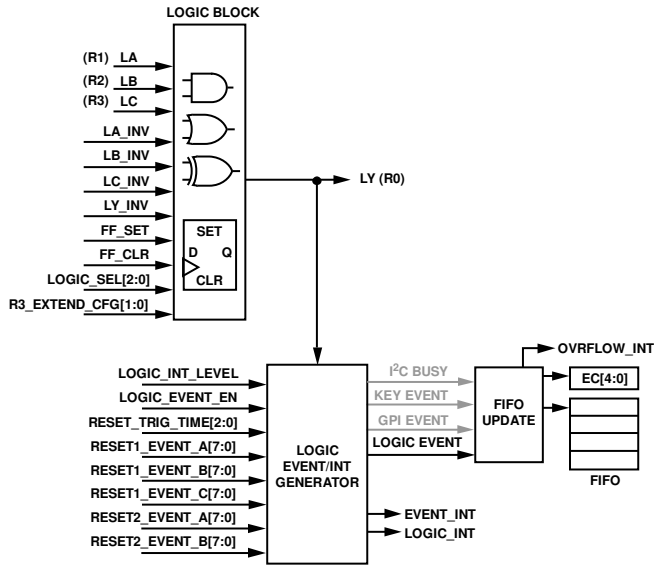 LOGIC BLOCK
(R1) LA
(R2) LB
(R3) LC
LA_INV
LB_INV
LC_INV
LY_INV
FF_SET
FF_CLR
LOGIC_SEL[2:0]
R3_EXTEND_CFG[1:0]
SET
D Q
CLR
LY (R0)
LOGIC_INT_LEVEL
LOGIC_EVENT_EN
RESET_TRIG_TIME[2:0]
RESET1_EVENT_A[7:0]
RESET1_EVENT_B[7:0]
RESET1_EVENT_C[7:0]
RESET2_EVENT_A[7:0]
RESET2_EVENT_B[7:0]
LOGIC
EVENT/INT
GENERATOR
I2C BUSY
KEY EVENT
GPI EVENT
LOGIC EVENT
EVENT_INT
LOGIC_INT
FIFO
UPDATE
OVRFLOW_INT
EC[4:0]
FIFO